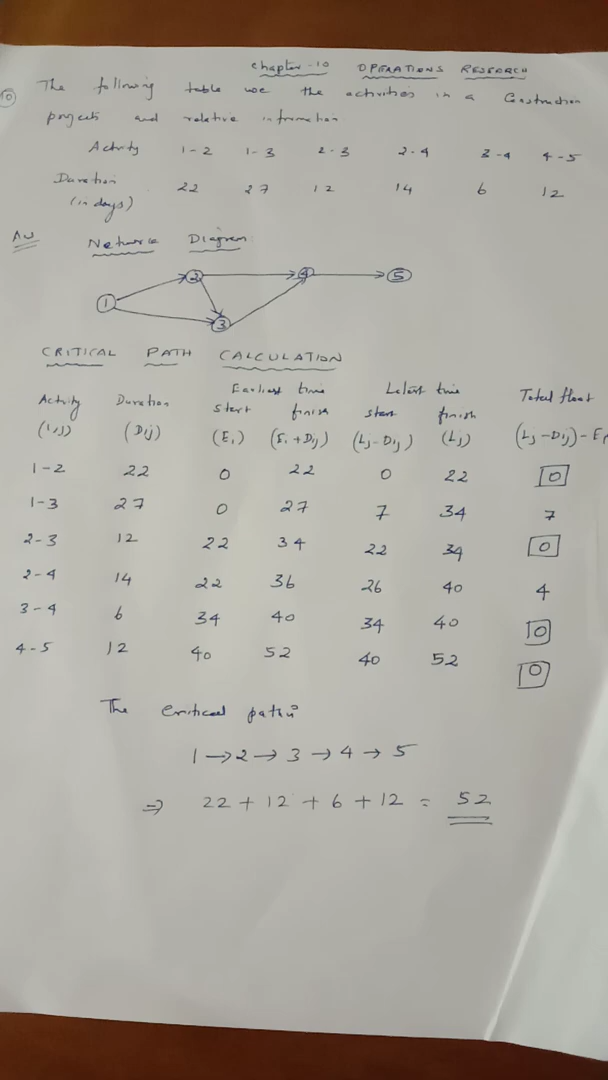 Chapter-10 OPERATIONS RESEARCH
10 The following table use the activities in a Construction
projects and relative infromation
Activity 1-2 1-3 2-3 2-4 3-4 4-5
Duration 22 27 12 14 6 12
(in days)
Network Diagram
2 4 5
1
3
CRITICAL PATH CALCULATION
Earliest time Latest time
Activity Duration start finish start finish Total float
(i,j) (Dij) (Ei) (Ei + Dij) (Lj - Dij) (Lj) (Lj - Dij) - Ei
1-2 22 0 22 0 22 0
1-3 27 0 27 7 34 7
2-3 12 22 34 22 34 0
2-4 14 22 36 26 40 4
3-4 6 34 40 34 40 0
4-5 12 40 52 40 52 0
The critical path
1 → 2 → 3 → 4 → 5
⇒ 22 + 12 + 6 + 12 = 52